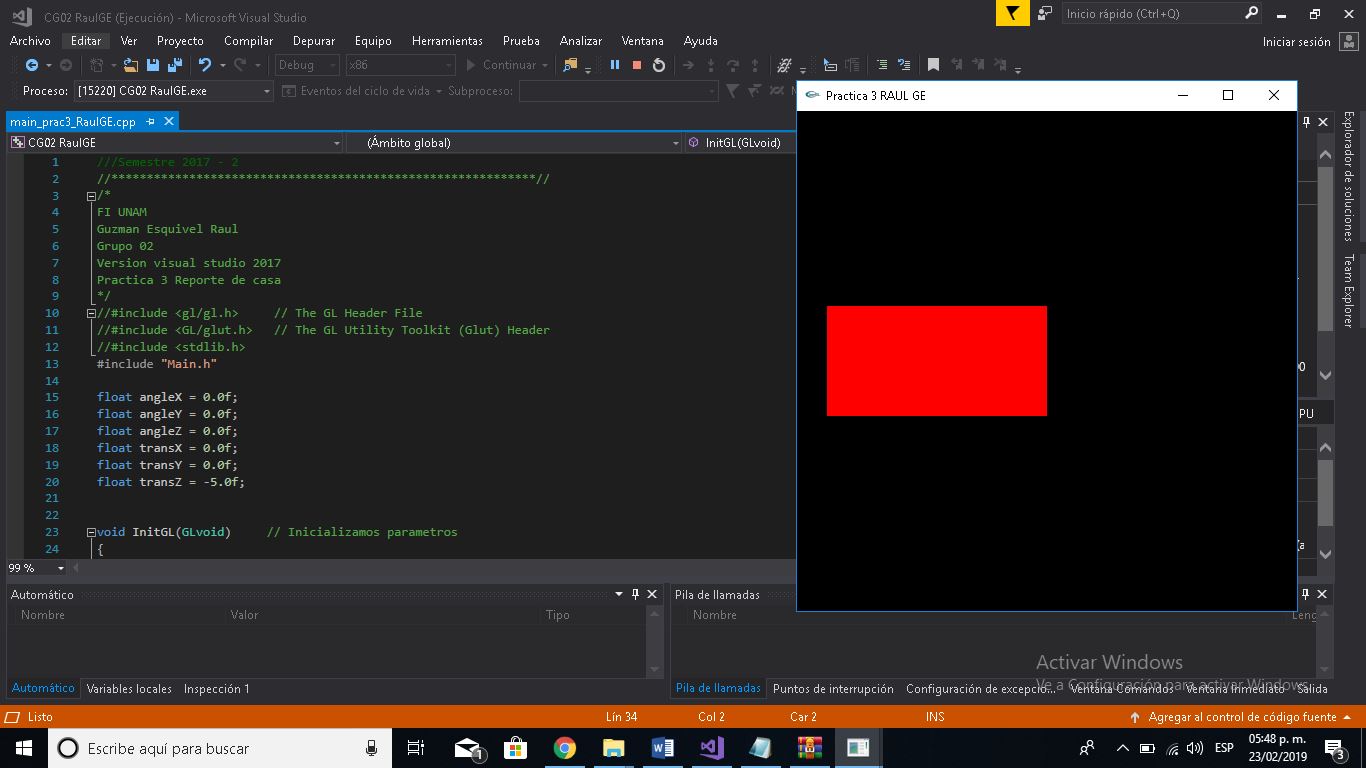 CG02 RaulGE (Ejecución) - Microsoft Visual Studio
Inicio rápido (Ctrl+Q)
Archivo Editar Ver Proyecto Compilar Depurar Equipo Herramientas Prueba Analizar Ventana Ayuda
Iniciar sesión
Debug x86 Continuar
Proceso: [15220] CG02 RaulGE.exe Eventos del ciclo de vida Subproceso:
main_prac3_RaulGE.cpp
CG02 RaulGE (Ámbito global) InitGL(GLvoid)
1 ///Semestre 2017 - 2
2 //************************************************************//
3 /*
4 FI UNAM
5 Guzman Esquivel Raul
6 Grupo 02
7 Version visual studio 2017
8 Practica 3 Reporte de casa
9 */
10 //#include <gl/gl.h> // The GL Header File
11 //#include <GL/glut.h> // The GL Utility Toolkit (Glut) Header
12 //#include <stdlib.h>
13 #include "Main.h"
14
15 float angleX = 0.0f;
16 float angleY = 0.0f;
17 float angleZ = 0.0f;
18 float transX = 0.0f;
19 float transY = 0.0f;
20 float transZ = -5.0f;
21
22
23 void InitGL(GLvoid) // Inicializamos parametros
24 {
99 %
Practica 3 RAUL GE
Explorador de soluciones
Team Explorer
PU
Automático
Nombre Valor Tipo
Automático Variables locales Inspección 1
Pila de llamadas
Nombre Leng
Pila de llamadas Puntos de interrupción Configuración de excepcio... Ventana Comandos Ventana Inmediato Salida
Activar Windows
Ve a Configuración para activar Windows.
Listo Lín 34 Col 2 Car 2 INS Agregar al control de código fuente
Escribe aquí para buscar
1
ESP
05:48 p. m.
23/02/2019
3